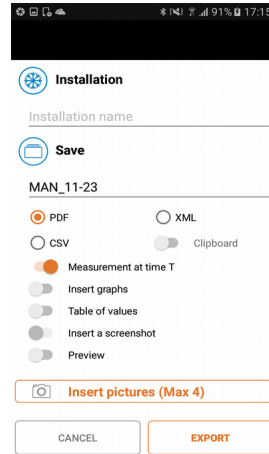 91% 17:15
Installation
Installation name
Save
MAN_11-23
PDF XML
CSV Clipboard
Measurement at time T
Insert graphs
Table of values
Insert a screenshot
Preview
Insert pictures (Max 4)
CANCEL EXPORT